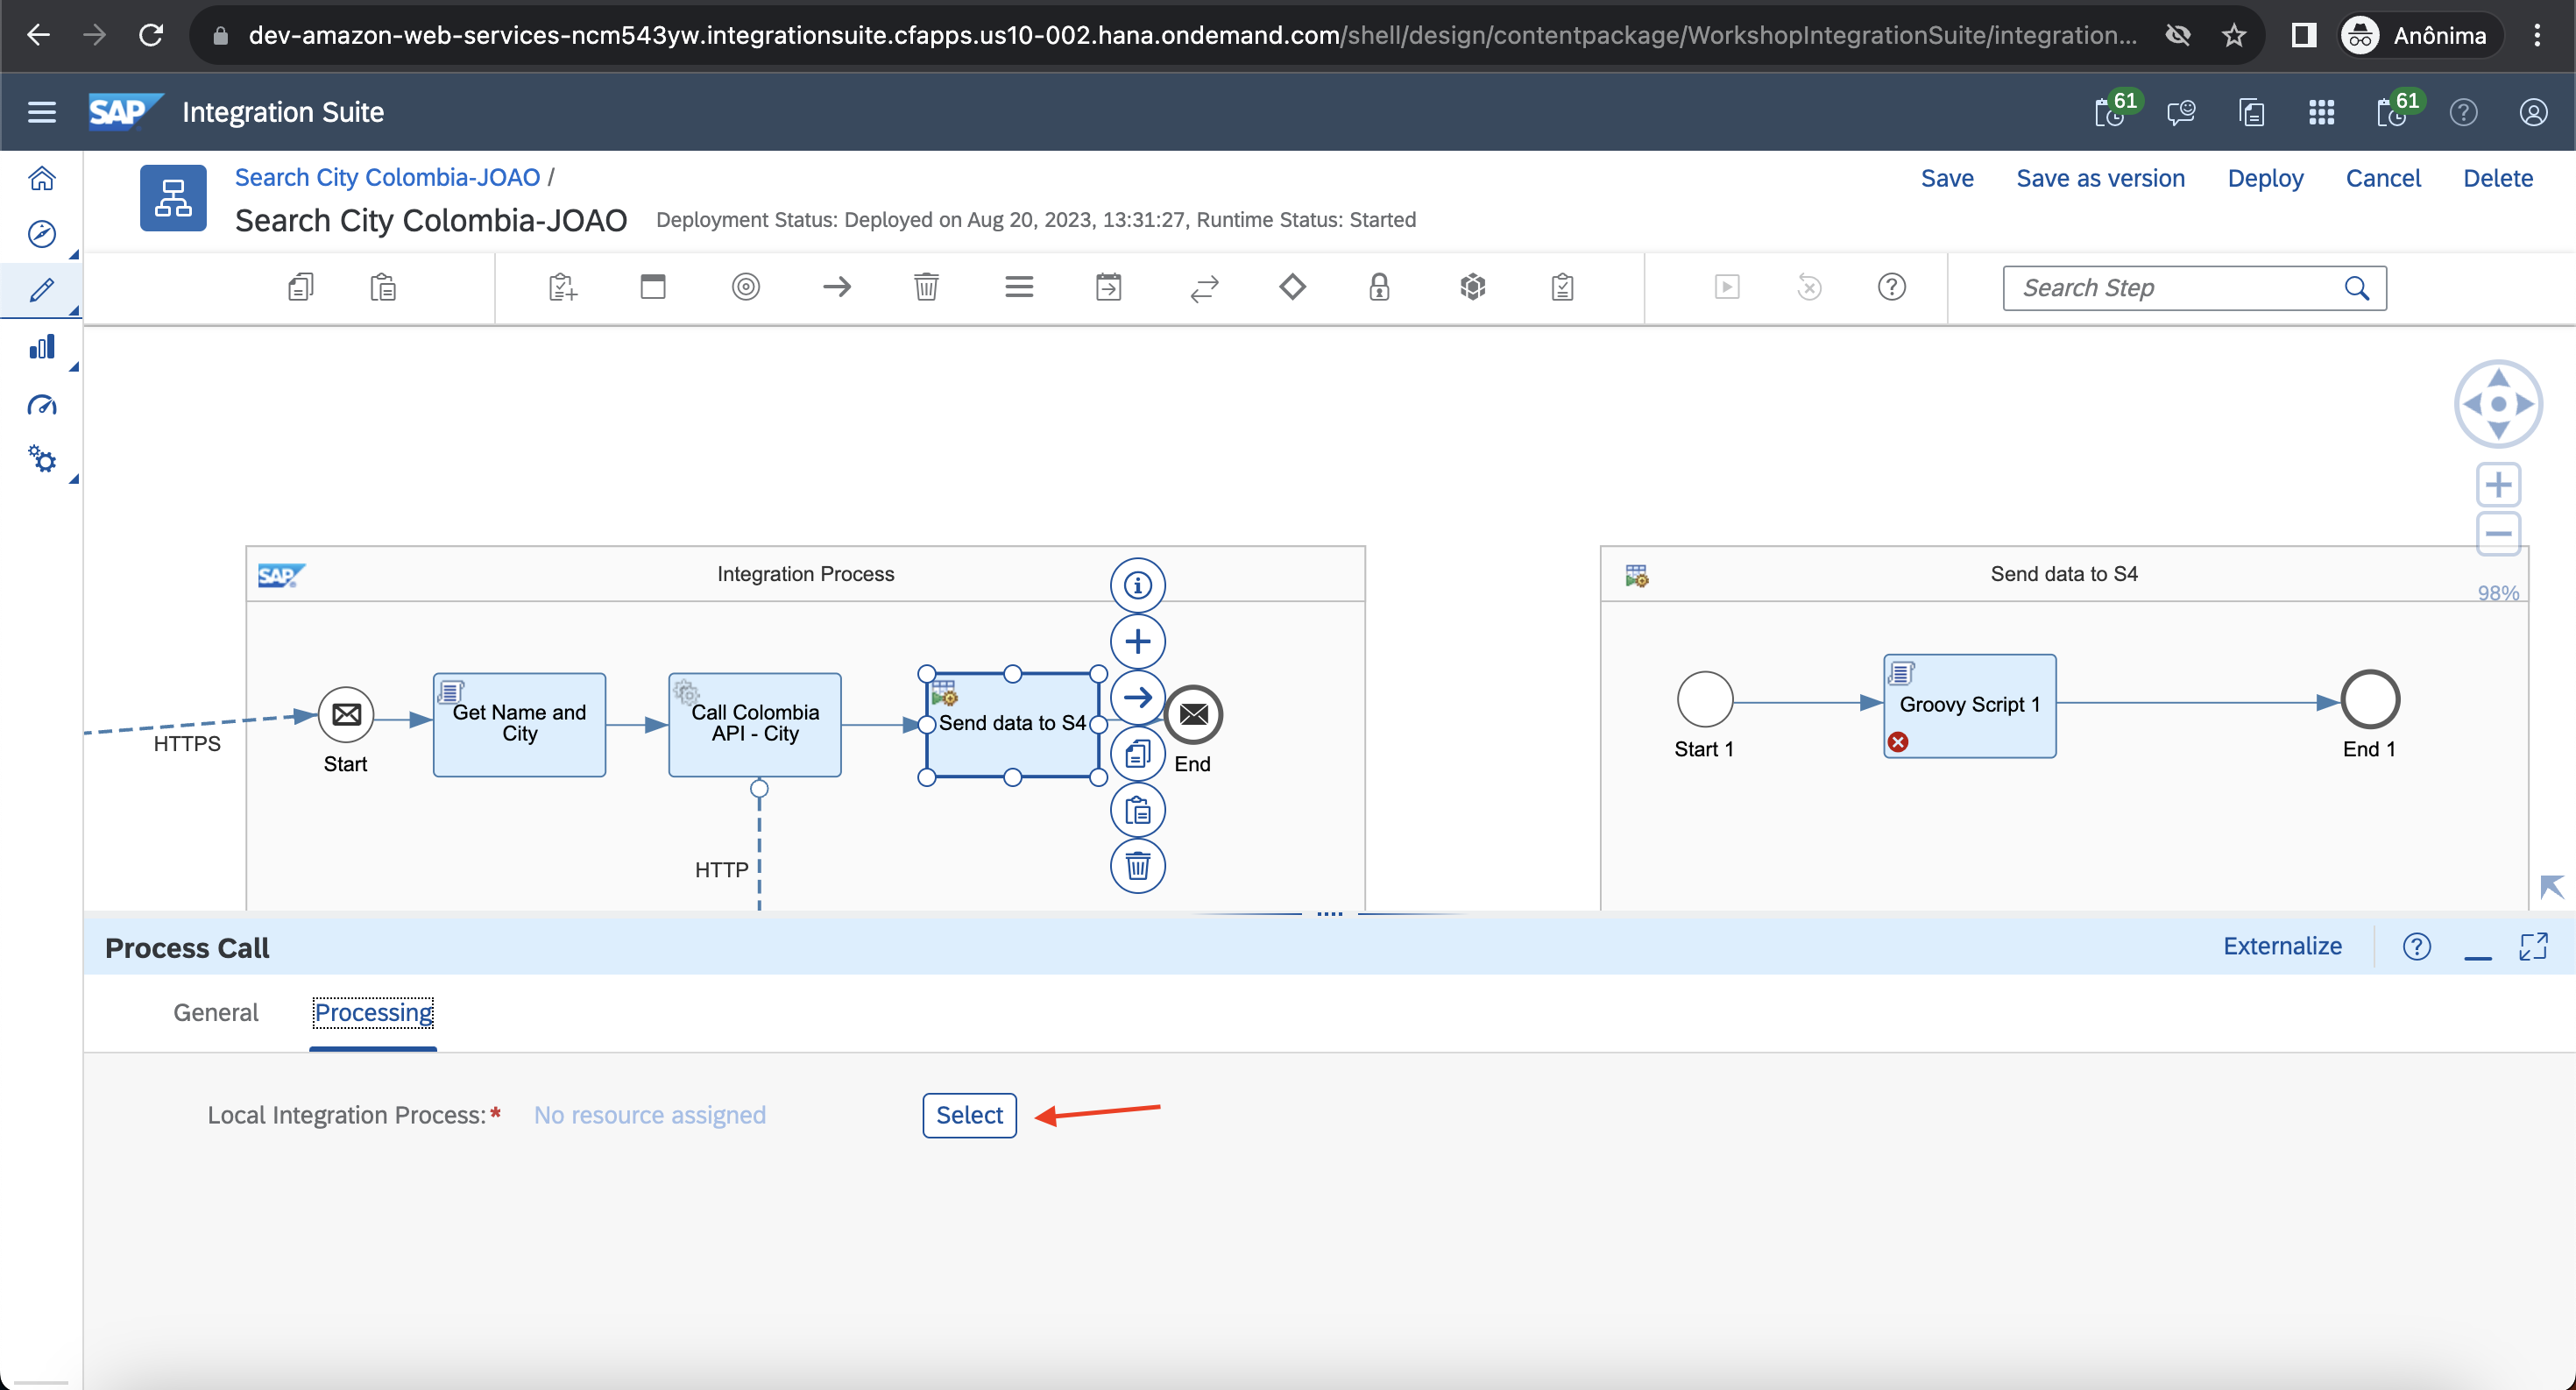 dev-amazon-web-services-ncm543yw.integrationsuite.cfapps.us10-002.hana.ondemand.com/shell/design/contentpackage/WorkshopIntegrationSuite/integration...
Anônima
SAP Integration Suite
61
61
Search City Colombia-JOAO /
Save
Save as version
Deploy
Cancel
Delete
Search City Colombia-JOAO
Deployment Status: Deployed on Aug 20, 2023, 13:31:27, Runtime Status: Started
Search Step
SAP
Integration Process
Send data to S4
98%
HTTPS
Start
Get Name and
City
Call Colombia
API - City
Send data to S4
End
HTTP
Start 1
Groovy Script 1
End 1
Process Call
Externalize
General
Processing
Local Integration Process:*
No resource assigned
Select